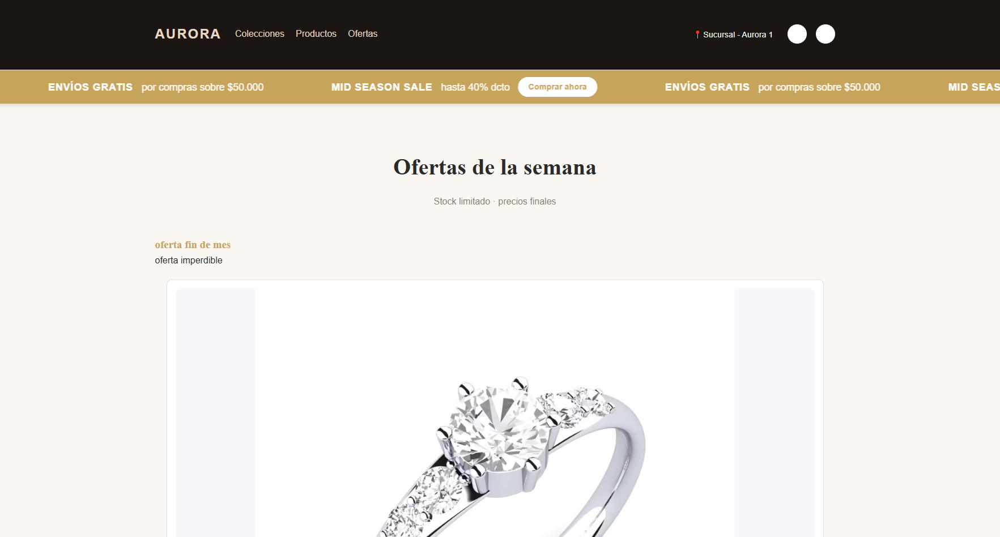 AURORA Colecciones Productos Ofertas Sucursal - Aurora 1
ENVÍOS GRATIS por compras sobre $50.000 MID SEASON SALE hasta 40% dcto Comprar ahora ENVÍOS GRATIS por compras sobre $50.000 MID SEAS
Ofertas de la semana
Stock limitado · precios finales
oferta fin de mes
oferta imperdible